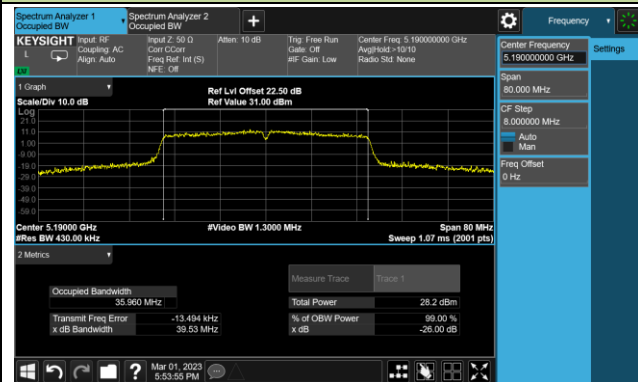 Spectrum Analyzer 1
Occupied BW
Spectrum Analyzer 2
Occupied BW
Frequency
KEYSIGHT
L
Input: RF
Coupling: AC
Align: Auto
Input Z: 50 Ω
Corr CCorr
Freq Ref: Int (S)
NFE: Off
Atten: 10 dB
Trig: Free Run
Gate: Off
#IF Gain: Low
Center Freq: 5.190000000 GHz
Avg|Hold:>10/10
Radio Std: None
Center Frequency
5.190000000 GHz
Settings
Span
80.000 MHz
CF Step
8.000000 MHz
Auto
Man
Freq Offset
0 Hz
1 Graph
Scale/Div 10.0 dB
Ref Lvl Offset 22.50 dB
Ref Value 31.00 dBm
Log
21.0
11.0
1.00
-9.00
-19.0
-29.0
-39.0
-49.0
-59.0
Center 5.19000 GHz
#Res BW 430.00 kHz
#Video BW 1.3000 MHz
Span 80 MHz
Sweep 1.07 ms (2001 pts)
2 Metrics
Measure Trace
Trace 1
Occupied Bandwidth
35.960 MHz
Total Power
28.2 dBm
Transmit Freq Error
-13.494 kHz
% of OBW Power
99.00 %
x dB Bandwidth
39.53 MHz
x dB
-26.00 dB
Mar 01, 2023
5:53:55 PM